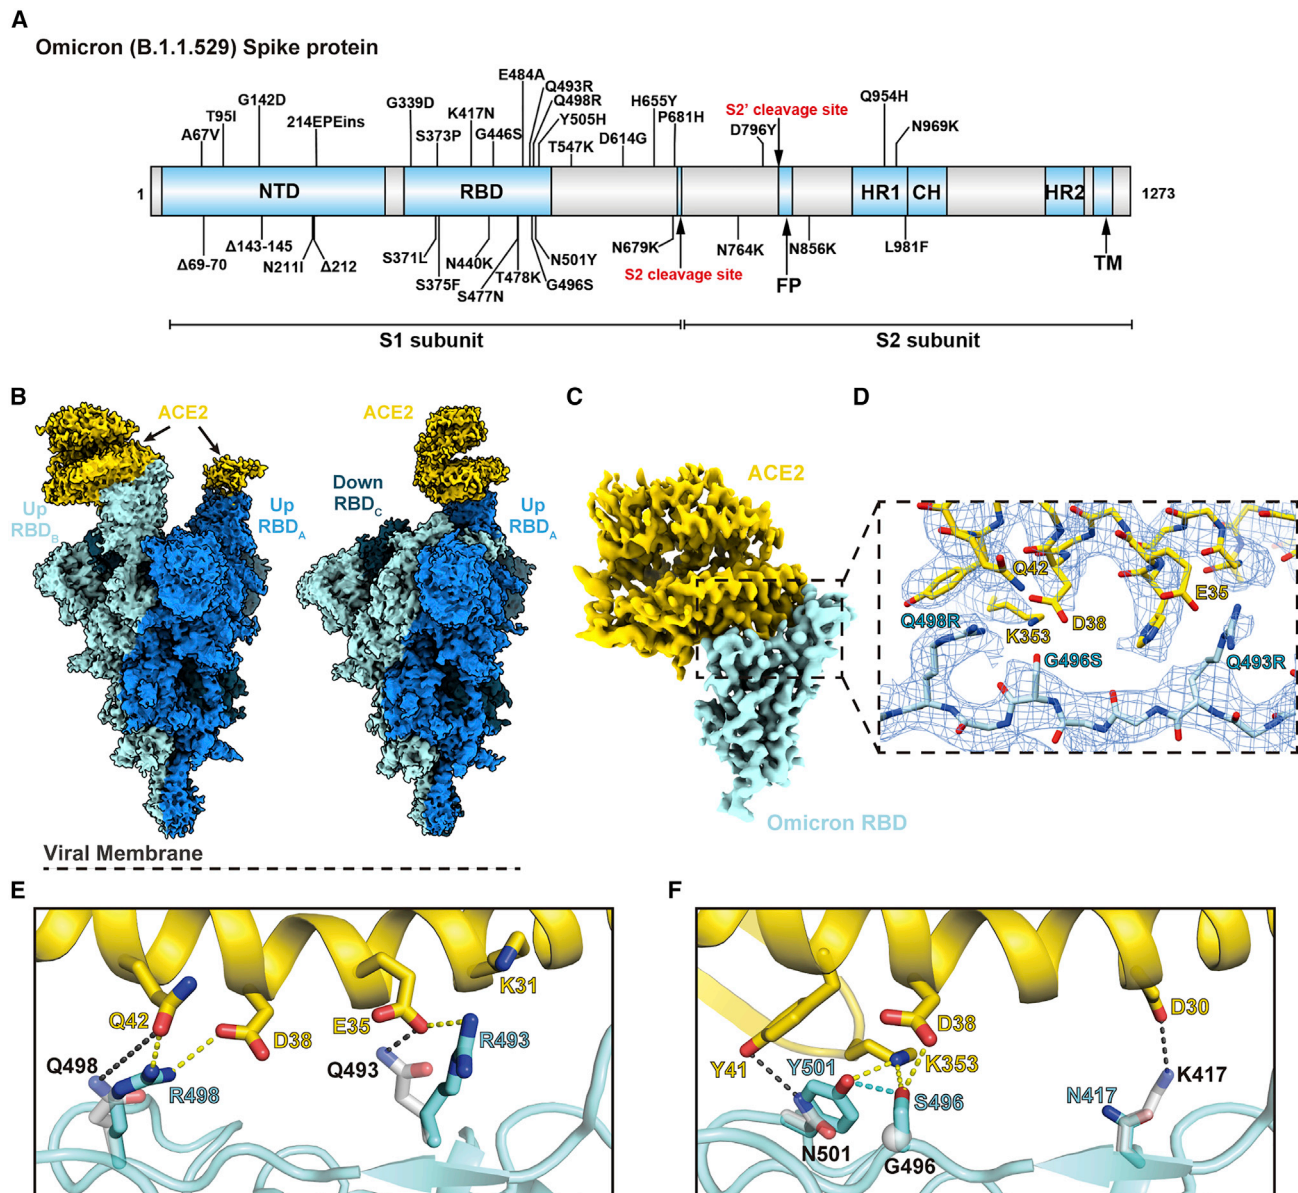 A
Omicron (B.1.1.529) Spike protein
E484A
Q493R
Q498R
Y505H
G142D
T95I
A67V
214EPEins
G339D
S373P
K417N
G446S
T547K
D614G
H655Y
P681H
S2' cleavage site
D796Y
Q954H
N969K
1
NTD
RBD
HR1
CH
HR2
1273
Δ69-70
Δ143-145
N211I
Δ212
S371L
S375F
N440K
S477N
T478K
N501Y
G496S
N679K
S2 cleavage site
N764K
FP
N856K
L981F
TM
S1 subunit
S2 subunit
B
ACE2
Up
RBDB
Up
RBDA
ACE2
Down
RBDC
Up
RBDA
Viral Membrane
C
ACE2
Omicron RBD
D
Q42
E35
Q498R
K353
D38
G496S
Q493R
E
Q42
D38
E35
K31
R493
Q498
R498
Q493
F
D30
D38
Y41
Y501
K353
S496
N417
K417
N501
G496